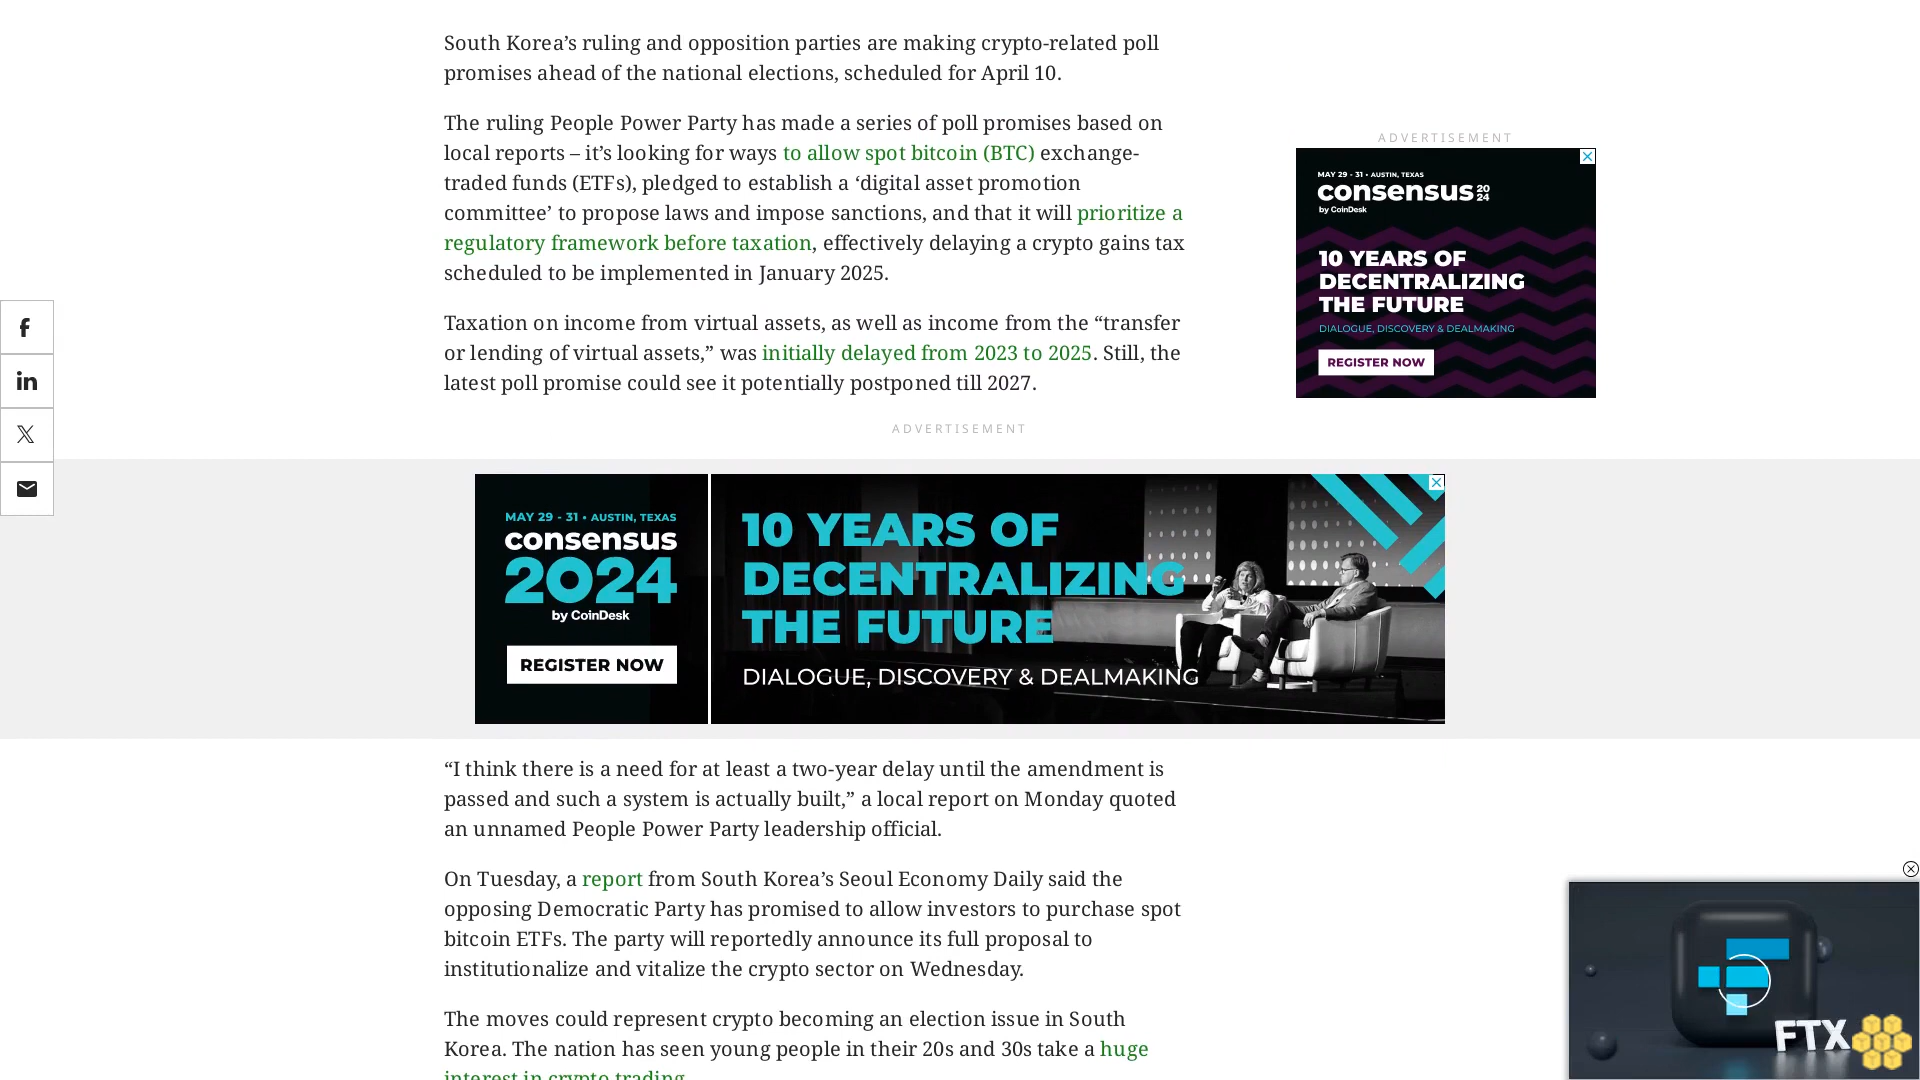 South Korea’s ruling and opposition parties are making crypto-related poll
promises ahead of the national elections, scheduled for April 10.
The ruling People Power Party has made a series of poll promises based on
local reports – it’s looking for ways to allow spot bitcoin (BTC) exchange-
traded funds (ETFs), pledged to establish a ‘digital asset promotion
committee’ to propose laws and impose sanctions, and that it will prioritize a
regulatory framework before taxation, effectively delaying a crypto gains tax
scheduled to be implemented in January 2025.
Taxation on income from virtual assets, as well as income from the “transfer
or lending of virtual assets,” was initially delayed from 2023 to 2025. Still, the
latest poll promise could see it potentially postponed till 2027.
ADVERTISEMENT
MAY 29 - 31 • AUSTIN, TEXAS
consensus 2024
by CoinDesk
10 YEARS OF
DECENTRALIZING
THE FUTURE
DIALOGUE, DISCOVERY & DEALMAKING
REGISTER NOW
ADVERTISEMENT
MAY 29 - 31 • AUSTIN, TEXAS
consensus
2024
by CoinDesk
REGISTER NOW
10 YEARS OF
DECENTRALIZING
THE FUTURE
DIALOGUE, DISCOVERY & DEALMAKING
“I think there is a need for at least a two-year delay until the amendment is
passed and such a system is actually built,” a local report on Monday quoted
an unnamed People Power Party leadership official.
On Tuesday, a report from South Korea’s Seoul Economy Daily said the
opposing Democratic Party has promised to allow investors to purchase spot
bitcoin ETFs. The party will reportedly announce its full proposal to
institutionalize and vitalize the crypto sector on Wednesday.
The moves could represent crypto becoming an election issue in South
Korea. The nation has seen young people in their 20s and 30s take a huge
interest in crypto trading.
FTX